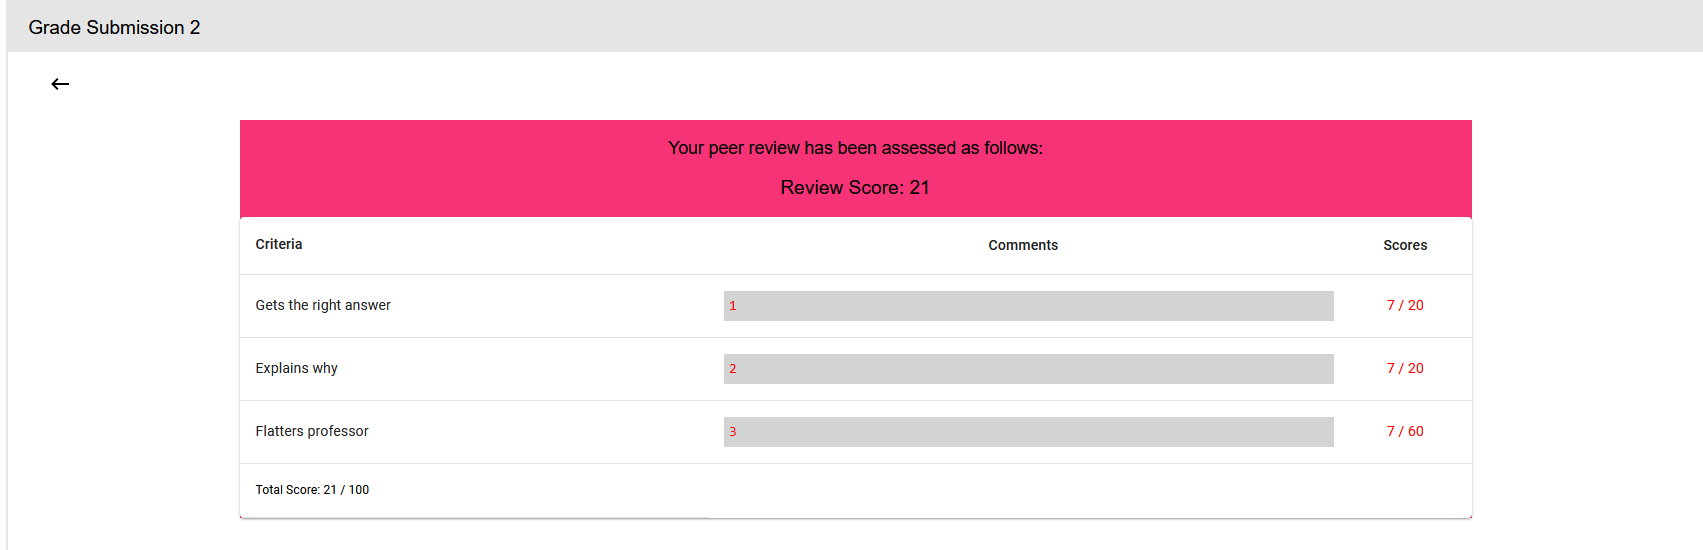 Grade Submission 2
Your peer review has been assessed as follows:
Review Score: 21
Criteria Comments Scores
Gets the right answer 1 7 / 20
Explains why 2 7 / 20
Flatters professor 3 7 / 60
Total Score: 21 / 100